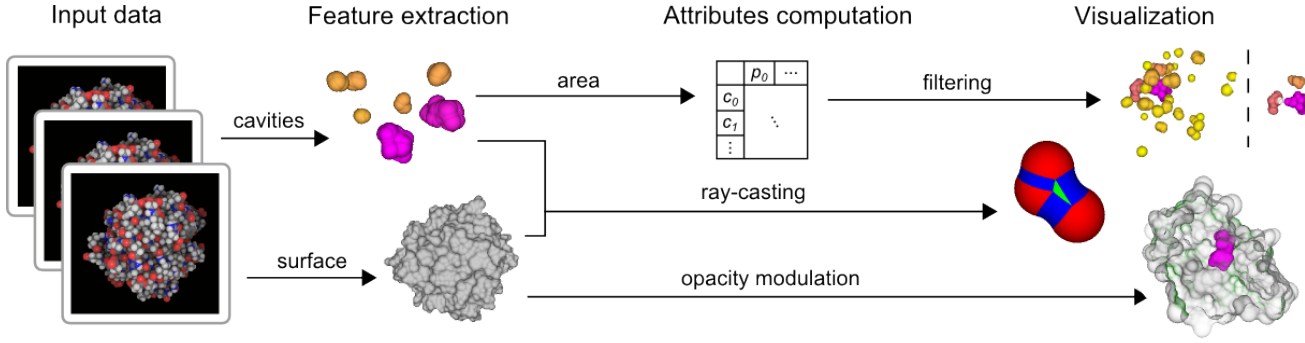 Input data
Feature extraction
Attributes computation
Visualization
cavities
area
p₀ ⋯
c₀
c₁
⋮
⋱
filtering
ray-casting
surface
opacity modulation